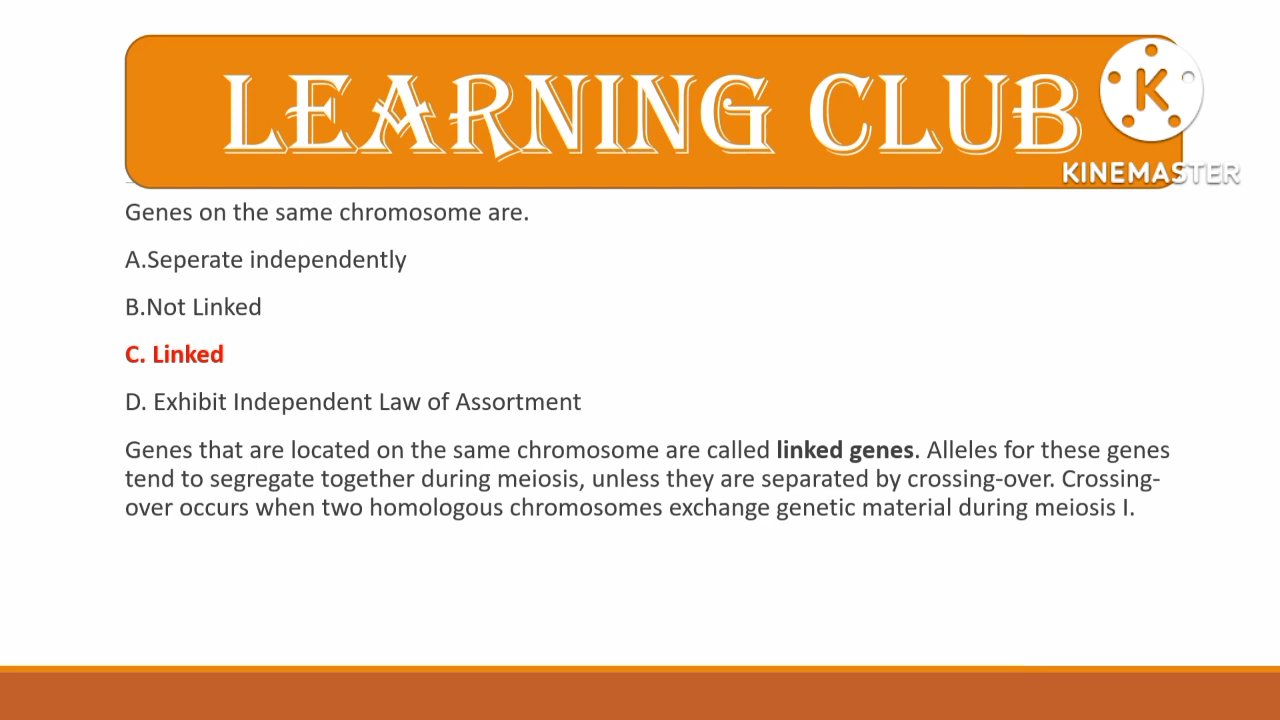 LEARNING CLUB
K
KINEMASTER
Genes on the same chromosome are.
A.Seperate independently
B.Not Linked
C. Linked
D. Exhibit Independent Law of Assortment
Genes that are located on the same chromosome are called linked genes. Alleles for these genes
tend to segregate together during meiosis, unless they are separated by crossing-over. Crossing-
over occurs when two homologous chromosomes exchange genetic material during meiosis I.